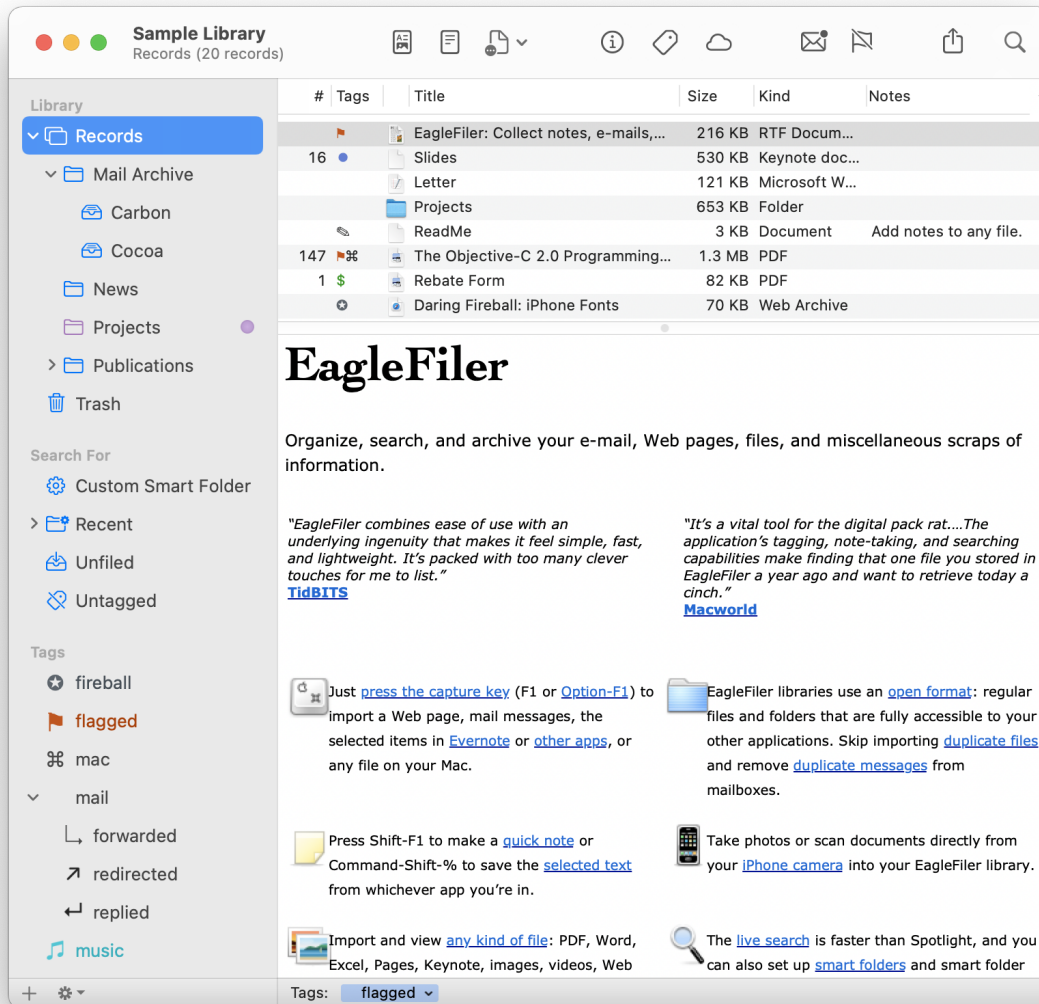 Sample Library
Records (20 records)
Library
Records
Mail Archive
Carbon
Cocoa
News
Projects
Publications
Trash
Search For
Custom Smart Folder
Recent
Unfiled
Untagged
Tags
fireball
flagged
mac
mail
forwarded
redirected
replied
music
# Tags Title Size Kind Notes
EagleFiler: Collect notes, e-mails,... 216 KB RTF Docum...
16 Slides 530 KB Keynote doc...
Letter 121 KB Microsoft W...
Projects 653 KB Folder
ReadMe 3 KB Document Add notes to any file.
147 ⌘ The Objective-C 2.0 Programming... 1.3 MB PDF
1 $ Rebate Form 82 KB PDF
Daring Fireball: iPhone Fonts 70 KB Web Archive
EagleFiler
Organize, search, and archive your e-mail, Web pages, files, and miscellaneous scraps of
information.
“EagleFiler combines ease of use with an
underlying ingenuity that makes it feel simple, fast,
and lightweight. It’s packed with too many clever
touches for me to list.”
TidBITS
“It’s a vital tool for the digital pack rat.…The
application’s tagging, note-taking, and searching
capabilities make finding that one file you stored in
EagleFiler a year ago and want to retrieve today a
cinch.”
Macworld
Just press the capture key (F1 or Option-F1) to
import a Web page, mail messages, the
selected items in Evernote or other apps, or
any file on your Mac.
EagleFiler libraries use an open format: regular
files and folders that are fully accessible to your
other applications. Skip importing duplicate files
and remove duplicate messages from
mailboxes.
Press Shift-F1 to make a quick note or
Command-Shift-% to save the selected text
from whichever app you’re in.
Take photos or scan documents directly from
your iPhone camera into your EagleFiler library.
Import and view any kind of file: PDF, Word,
Excel, Pages, Keynote, images, videos, Web
The live search is faster than Spotlight, and you
can also set up smart folders and smart folder
Tags: flagged